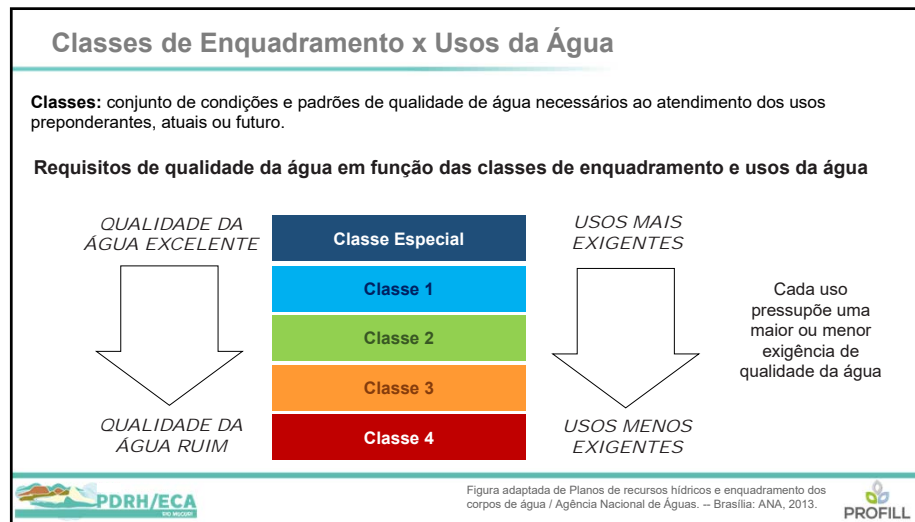 Classes de Enquadramento x Usos da Água
Classes: conjunto de condições e padrões de qualidade de água necessários ao atendimento dos usos
preponderantes, atuais ou futuro.
Requisitos de qualidade da água em função das classes de enquadramento e usos da água
QUALIDADE DA
ÁGUA EXCELENTE
Classe Especial
Classe 1
Classe 2
Classe 3
Classe 4
QUALIDADE DA
ÁGUA RUIM
USOS MAIS
EXIGENTES
USOS MENOS
EXIGENTES
Cada uso
pressupõe uma
maior ou menor
exigência de
qualidade da água
PDRH/ECA
RIO MUCURI
Figura adaptada de Planos de recursos hídricos e enquadramento dos
corpos de água / Agência Nacional de Águas. -- Brasília: ANA, 2013.
PROFILL